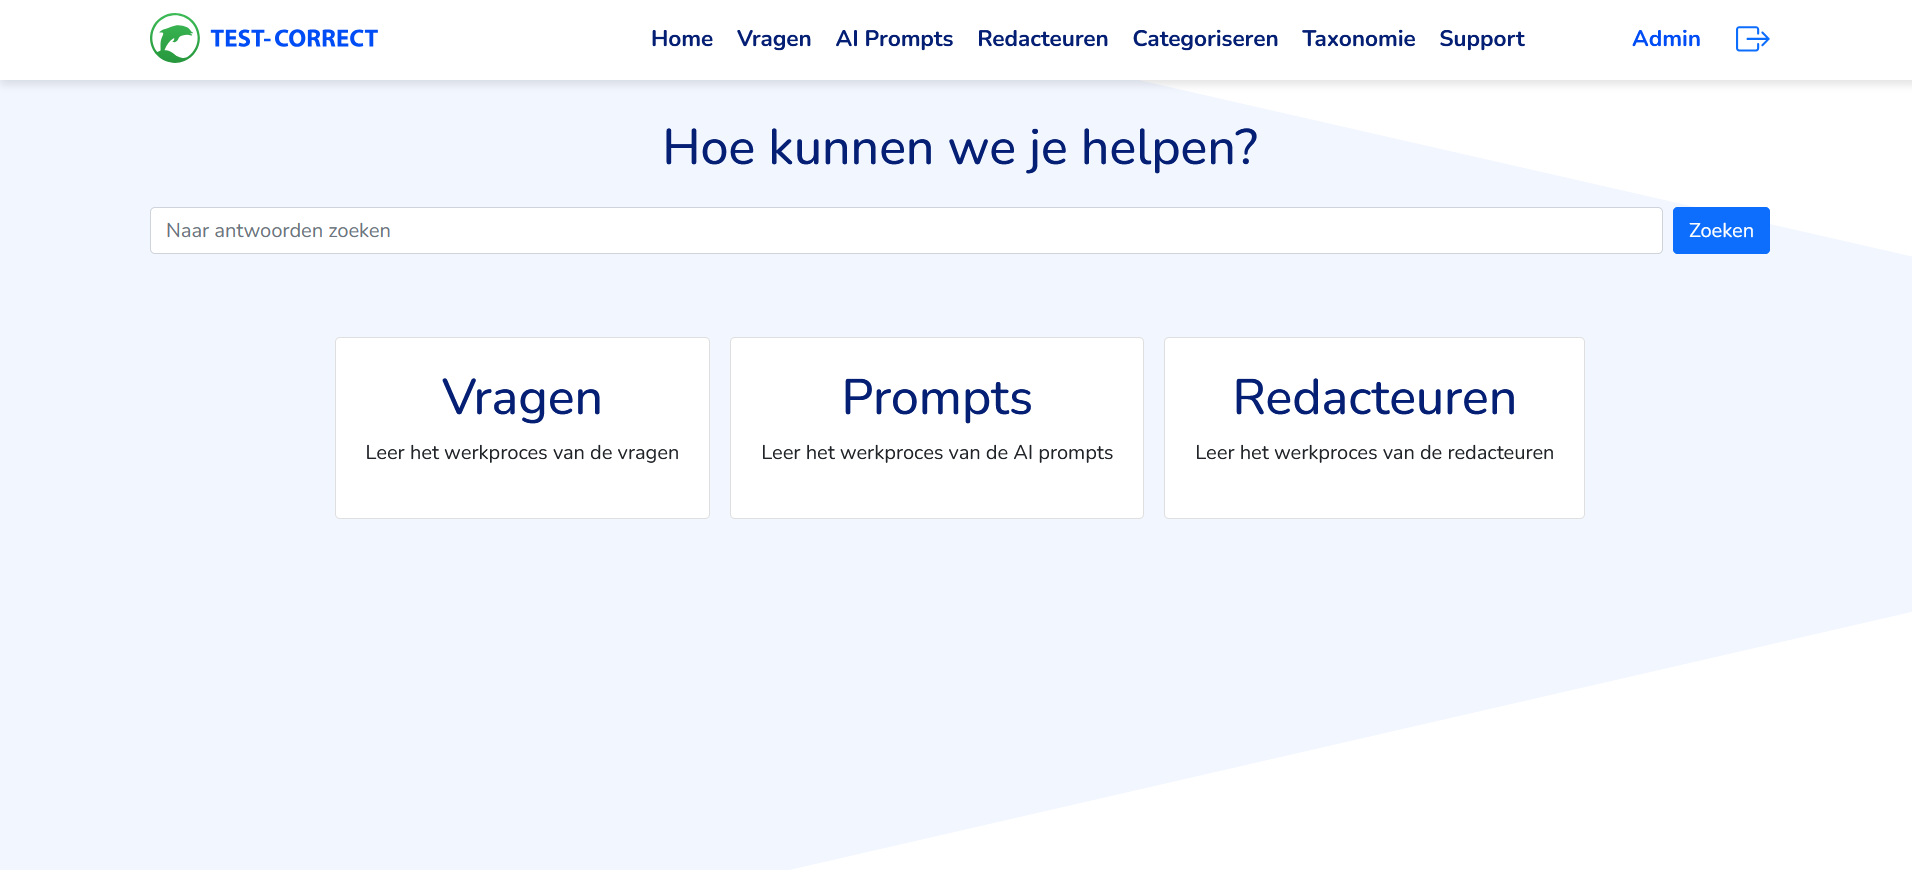 TEST-CORRECT
Home Vragen AI Prompts Redacteuren Categoriseren Taxonomie Support Admin
Hoe kunnen we je helpen?
Naar antwoorden zoeken
Zoeken
Vragen
Leer het werkproces van de vragen
Prompts
Leer het werkproces van de AI prompts
Redacteuren
Leer het werkproces van de redacteuren